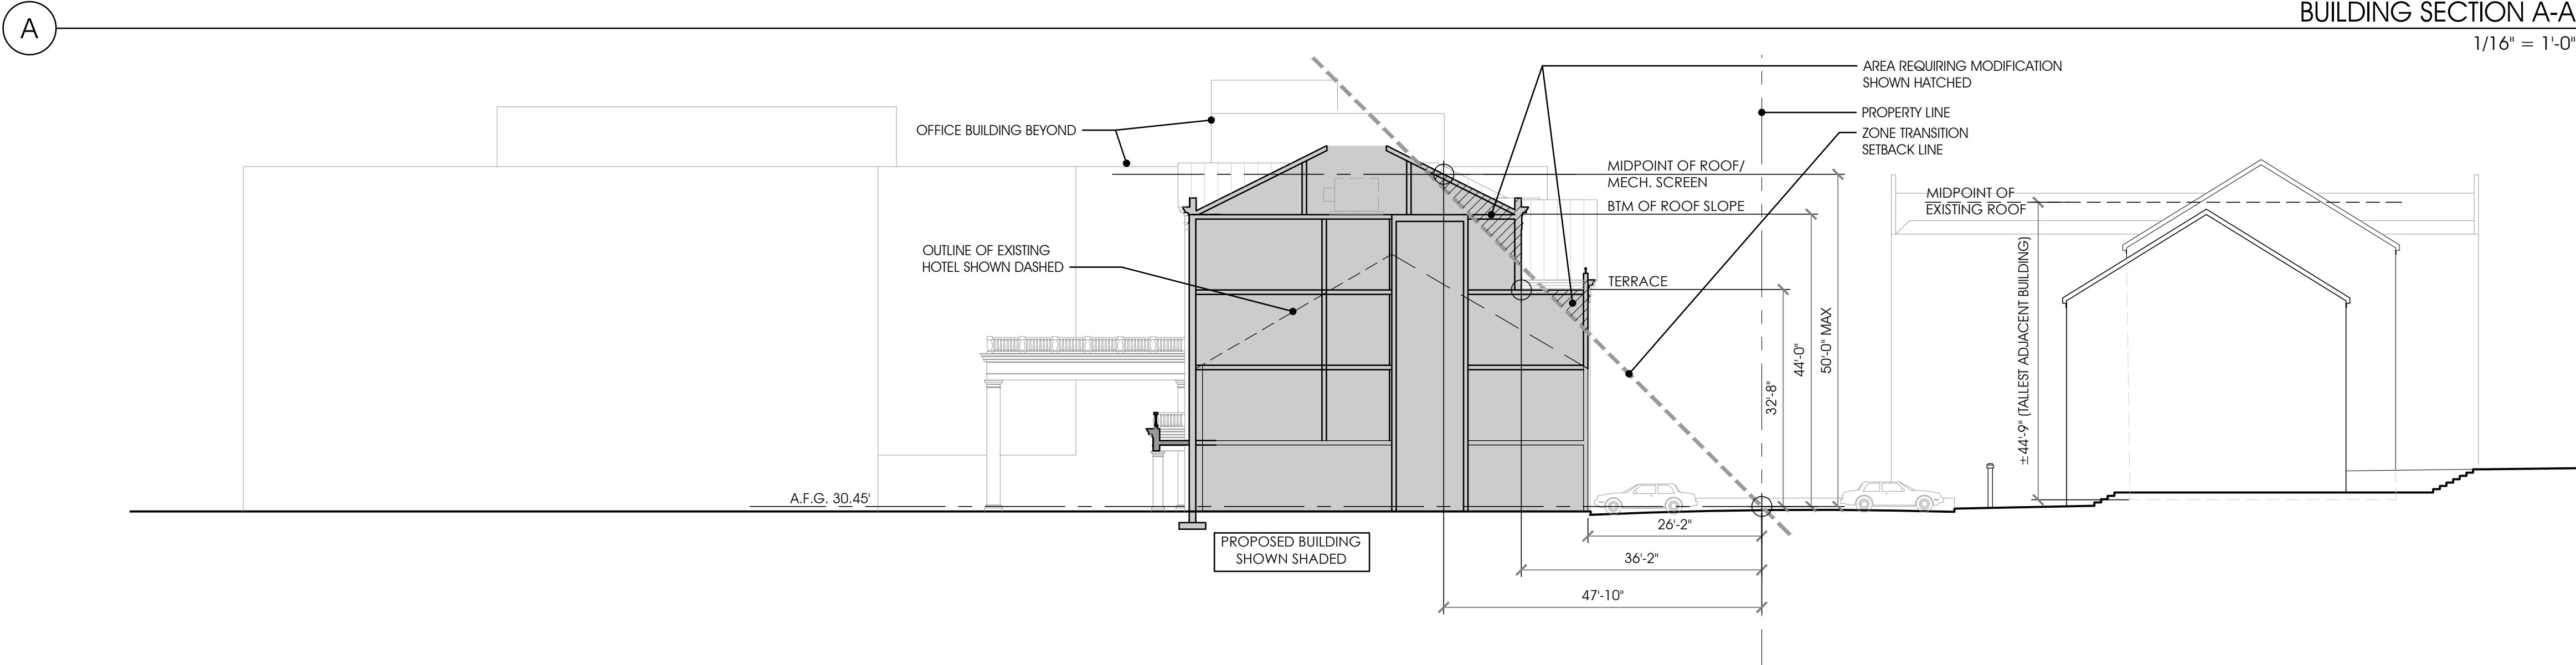 BUILDING SECTION A-A
A
1/16" = 1'-0"
AREA REQUIRING MODIFICATION
SHOWN HATCHED
PROPERTY LINE
OFFICE BUILDING BEYOND
ZONE TRANSITION
SETBACK LINE
MIDPOINT OF ROOF/
MECH. SCREEN
BTM OF ROOF SLOPE
MIDPOINT OF
EXISTING ROOF
OUTLINE OF EXISTING
HOTEL SHOWN DASHED
TERRACE
32'-8"
44'-0"
50'-0" MAX
±44'-9" (TALLEST ADJACENT BUILDING)
A.F.G. 30.45'
26'-2"
PROPOSED BUILDING
SHOWN SHADED
36'-2"
47'-10"